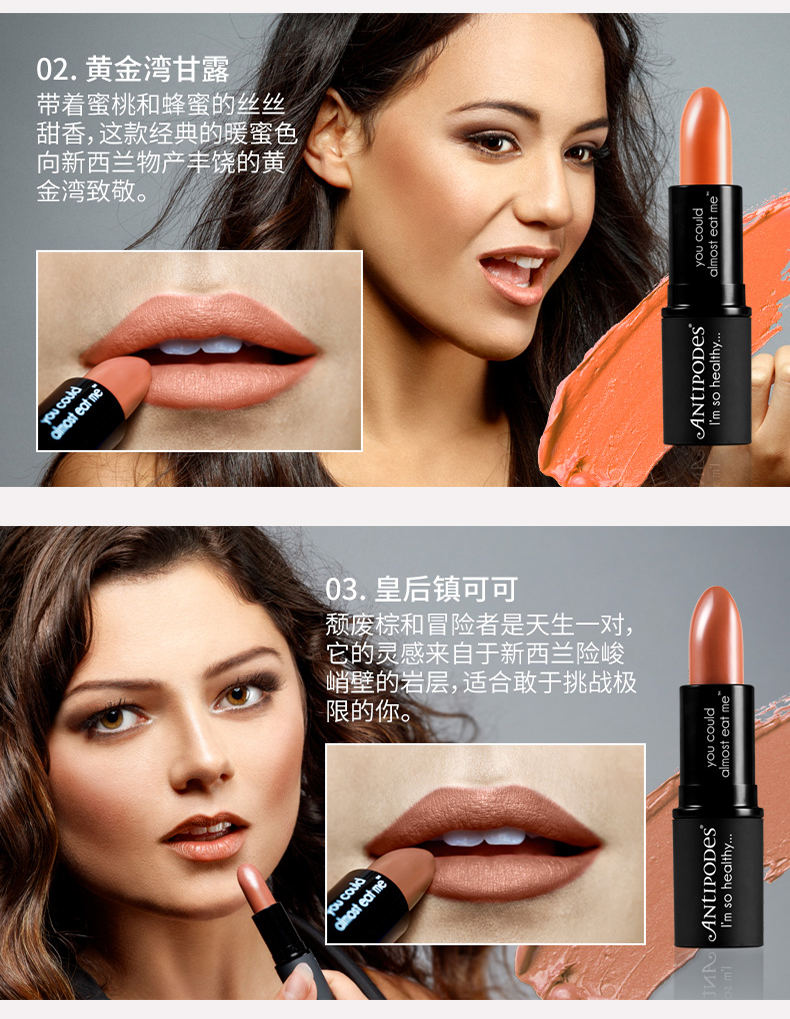 02. 黄金湾甘露
带着蜜桃和蜂蜜的丝丝
甜香，这款经典的暖蜜色
向新西兰物产丰饶的黄
金湾致敬。
you could
almost eat me™
ANTIPODES®
I'm so healthy...
you could
almost eat me™
03. 皇后镇可可
颓废棕和冒险者是天生一对，
它的灵感来自于新西兰险峻
峭壁的岩层，适合敢于挑战极
限的你。
you could
almost eat me™
ANTIPODES®
I'm so healthy...
you could
almost eat me™